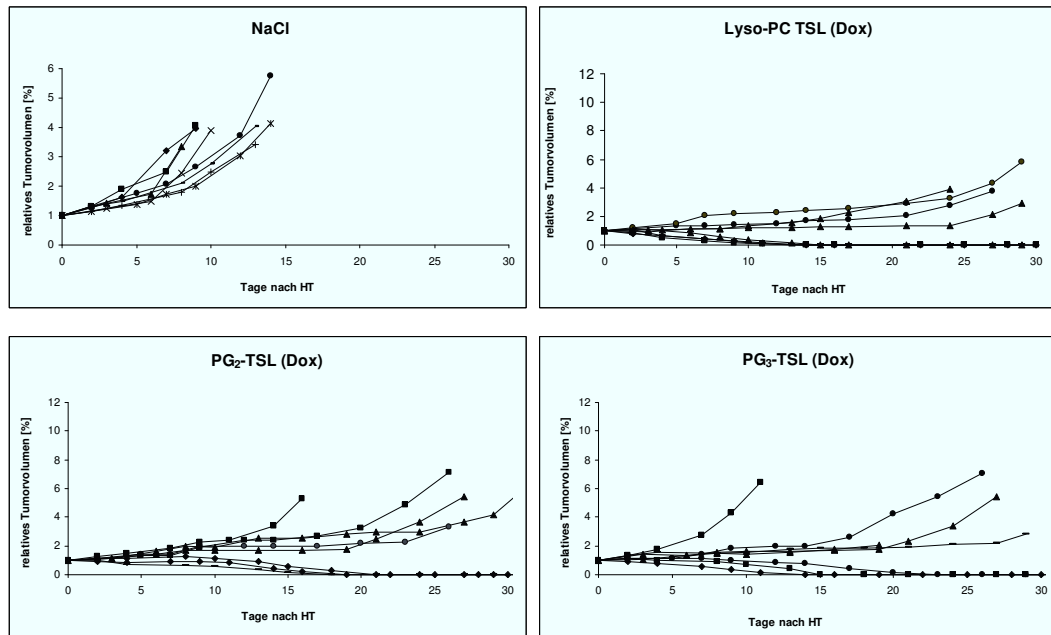 NaCl
relatives Tumorvolumen [%]
6
5
4
3
2
1
0
0 5 10 15 20 25 30
Tage nach HT
Lyso-PC TSL (Dox)
relatives Tumorvolumen [%]
12
10
8
6
4
2
0
0 5 10 15 20 25 30
Tage nach HT
PG₂-TSL (Dox)
relatives Tumorvolumen [%]
12
10
8
6
4
2
0
0 5 10 15 20 25 30
Tage nach HT
PG₃-TSL (Dox)
relatives Tumorvolumen [%]
12
10
8
6
4
2
0
0 5 10 15 20 25 30
Tage nach HT